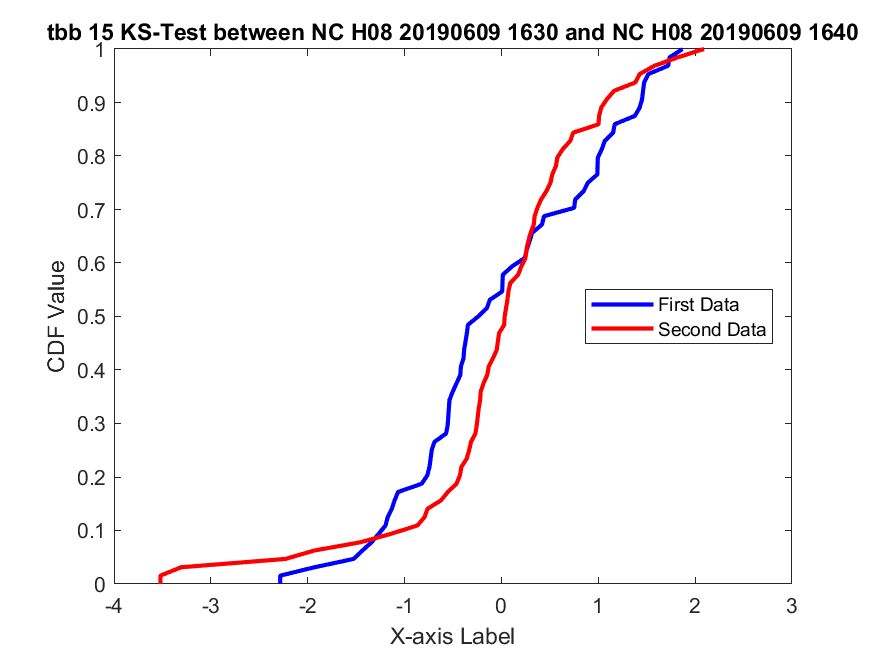 tbb 15 KS-Test between NC H08 20190609 1630 and NC H08 20190609 1640
1
0.9
0.8
0.7
0.6
0.5
0.4
0.3
0.2
0.1
0
CDF Value
First Data
Second Data
-4 -3 -2 -1 0 1 2 3
X-axis Label